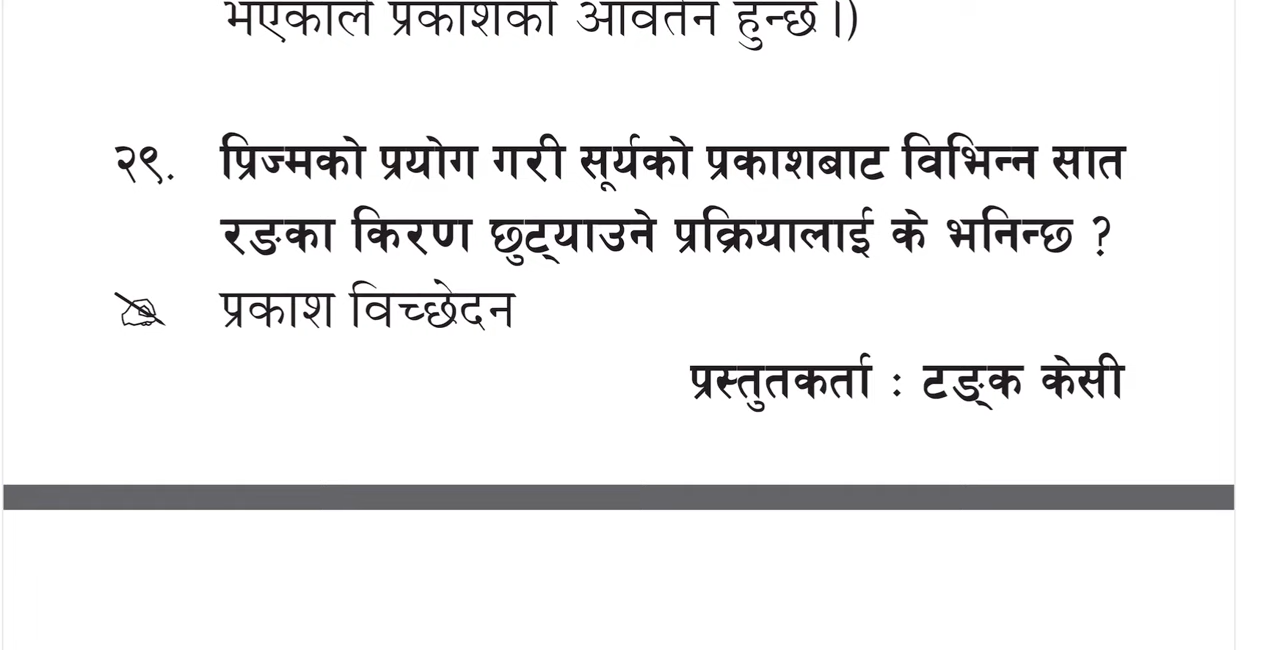 भएकाले प्रकाशको आवर्तन हुन्छ ।)
२९. प्रिज्मको प्रयोग गरी सूर्यको प्रकाशबाट विभिन्न सात
रङका किरण छुट्‌याउने प्रक्रियालाई के भनिन्छ ?
प्रकाश विच्छेदन
प्रस्तुतकर्ता : टङ्‌क केसी